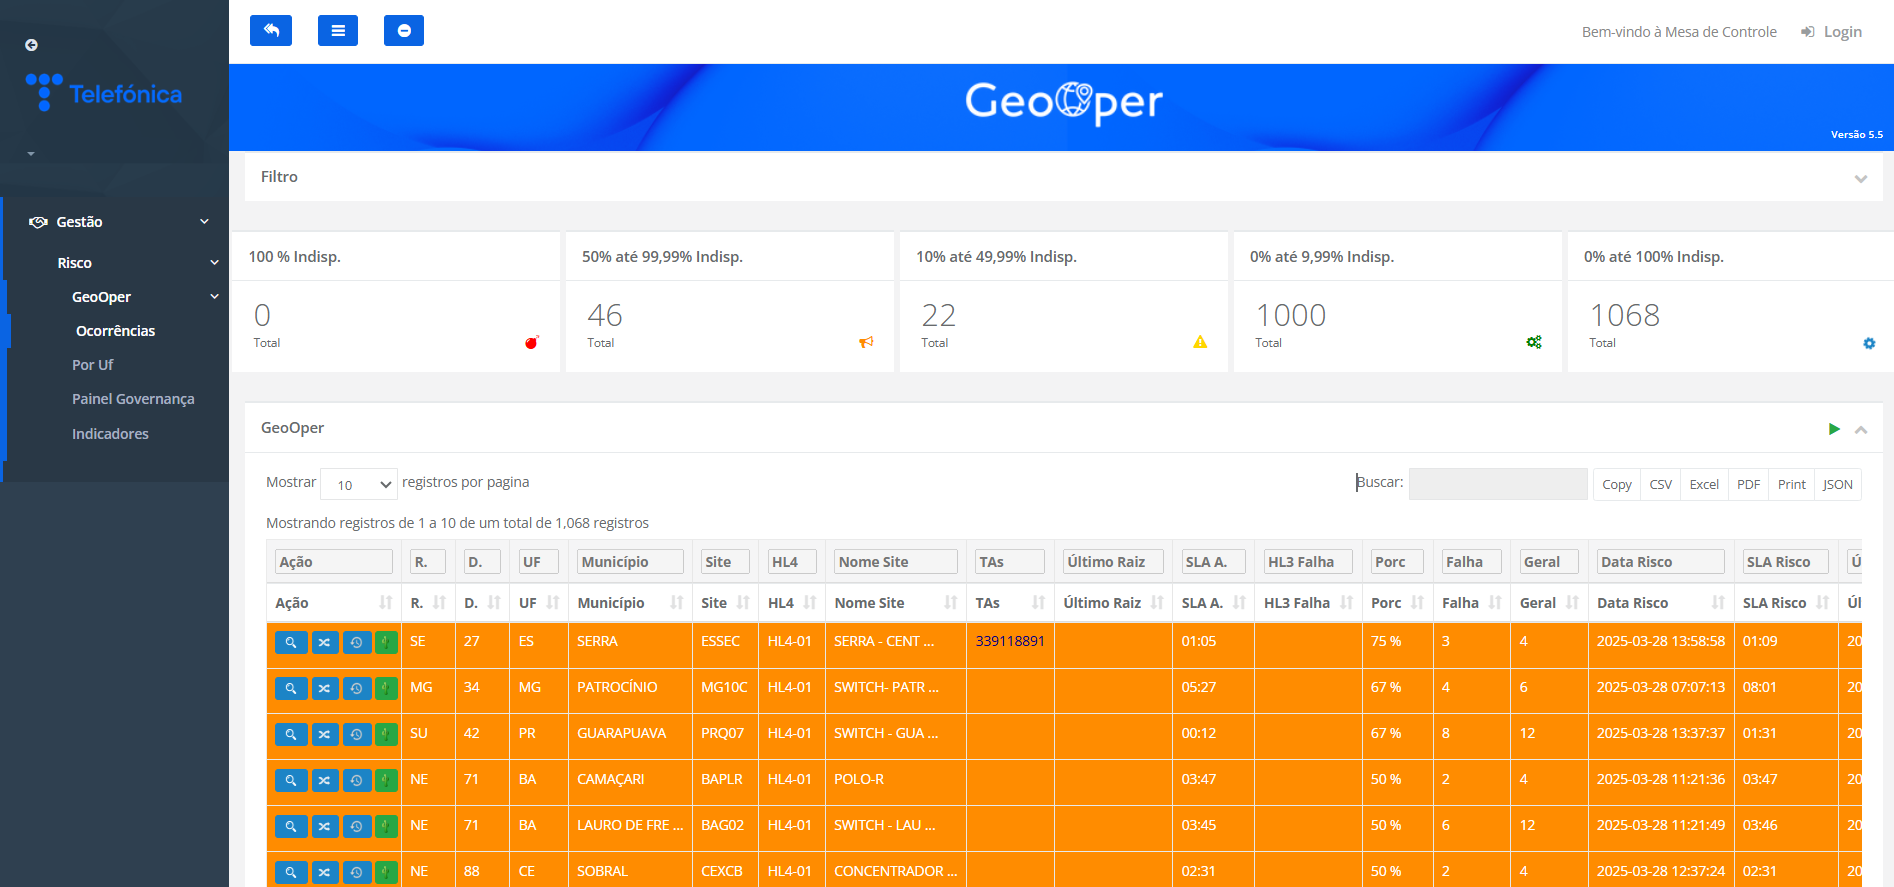 Bem-vindo à Mesa de Controle Login
Telefónica
GeoOper
Versão 5.5
Filtro
Gestão
Risco
GeoOper
Ocorrências
Por Uf
Painel Governança
Indicadores
100 % Indisp. 50% até 99,99% Indisp. 10% até 49,99% Indisp. 0% até 9,99% Indisp. 0% até 100% Indisp.
0 46 22 1000 1068
Total Total Total Total Total
GeoOper
Mostrar 10 registros por pagina Buscar: Copy CSV Excel PDF Print JSON
Mostrando registros de 1 a 10 de um total de 1,068 registros
Ação R. D. UF Município Site HL4 Nome Site TAs Último Raiz SLA A. HL3 Falha Porc Falha Geral Data Risco SLA Risco Ú
Ação R. D. UF Município Site HL4 Nome Site TAs Último Raiz SLA A. HL3 Falha Porc Falha Geral Data Risco SLA Risco Úl
SE 27 ES SERRA ESSEC HL4-01 SERRA - CENT ... 339118891 01:05 75 % 3 4 2025-03-28 13:58:58 01:09 20
MG 34 MG PATROCÍNIO MG10C HL4-01 SWITCH- PATR ... 05:27 67 % 4 6 2025-03-28 07:07:13 08:01 20
SU 42 PR GUARAPUAVA PRQ07 HL4-01 SWITCH - GUA ... 00:12 67 % 8 12 2025-03-28 13:37:37 01:31 20
NE 71 BA CAMAÇARI BAPLR HL4-01 POLO-R 03:47 50 % 2 4 2025-03-28 11:21:36 03:47 20
NE 71 BA LAURO DE FRE ... BAG02 HL4-01 SWITCH - LAU ... 03:45 50 % 6 12 2025-03-28 11:21:49 03:46 20
NE 88 CE SOBRAL CEXCB HL4-01 CONCENTRADOR ... 02:31 50 % 2 4 2025-03-28 12:37:24 02:31 20